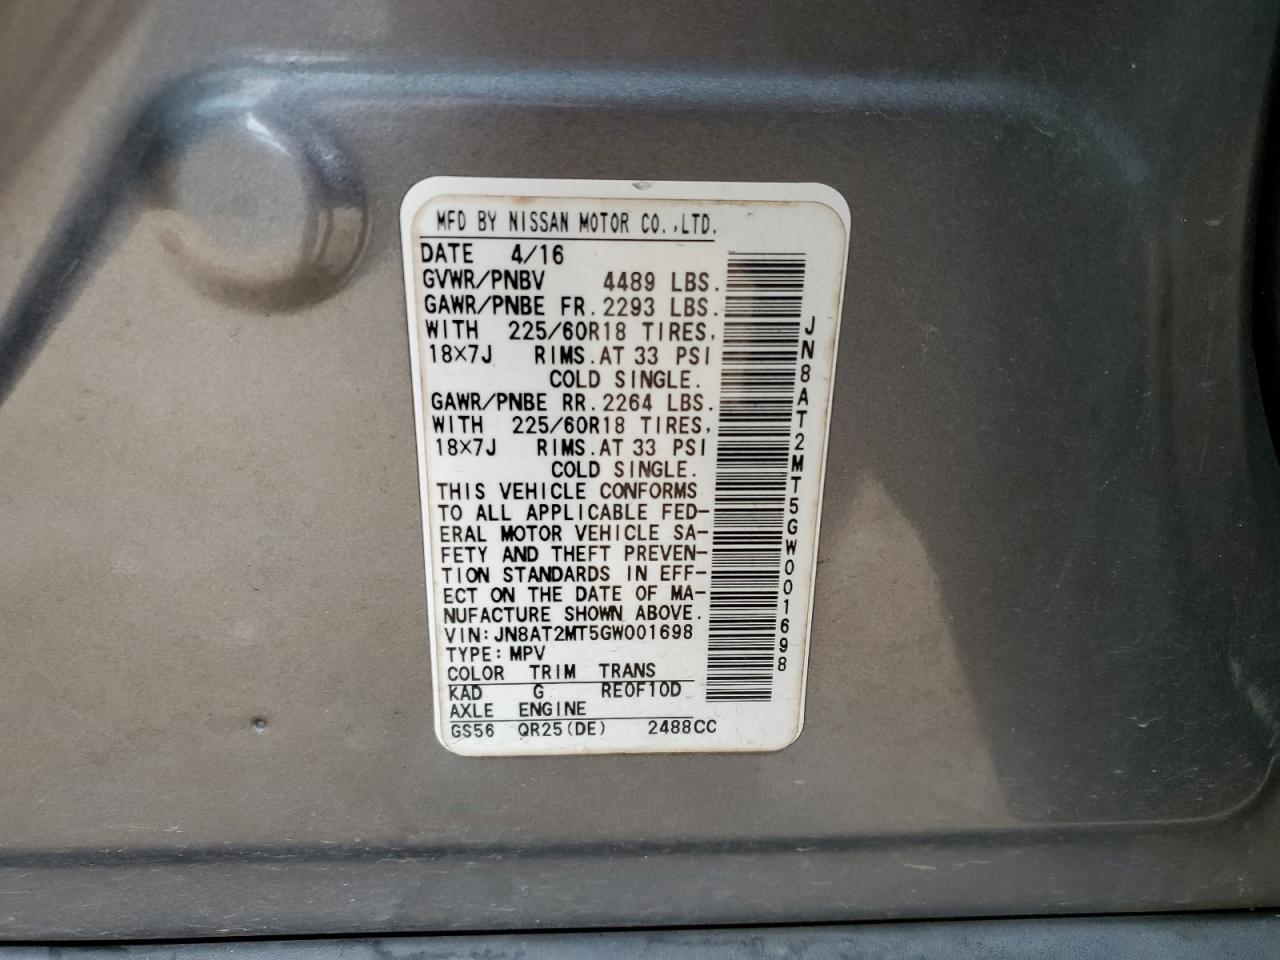 MFD BY NISSAN MOTOR CO.,LTD.
DATE 4/16
GVWR/PNBV 4489 LBS.
GAWR/PNBE FR. 2293 LBS.
WITH 225/60R18 TIRES,
18×7J RIMS.AT 33 PSI
COLD SINGLE.
GAWR/PNBE RR. 2264 LBS.
WITH 225/60R18 TIRES,
18×7J RIMS.AT 33 PSI
COLD SINGLE.
THIS VEHICLE CONFORMS
TO ALL APPLICABLE FED-
ERAL MOTOR VEHICLE SA-
FETY AND THEFT PREVEN-
TION STANDARDS IN EFF-
ECT ON THE DATE OF MA-
NUFACTURE SHOWN ABOVE.
VIN: JN8AT2MT5GW001698
TYPE: MPV
COLOR TRIM TRANS
KAD G RE0F10D
AXLE ENGINE
GS56 QR25(DE) 2488CC
JN8AT2MT5GW001698